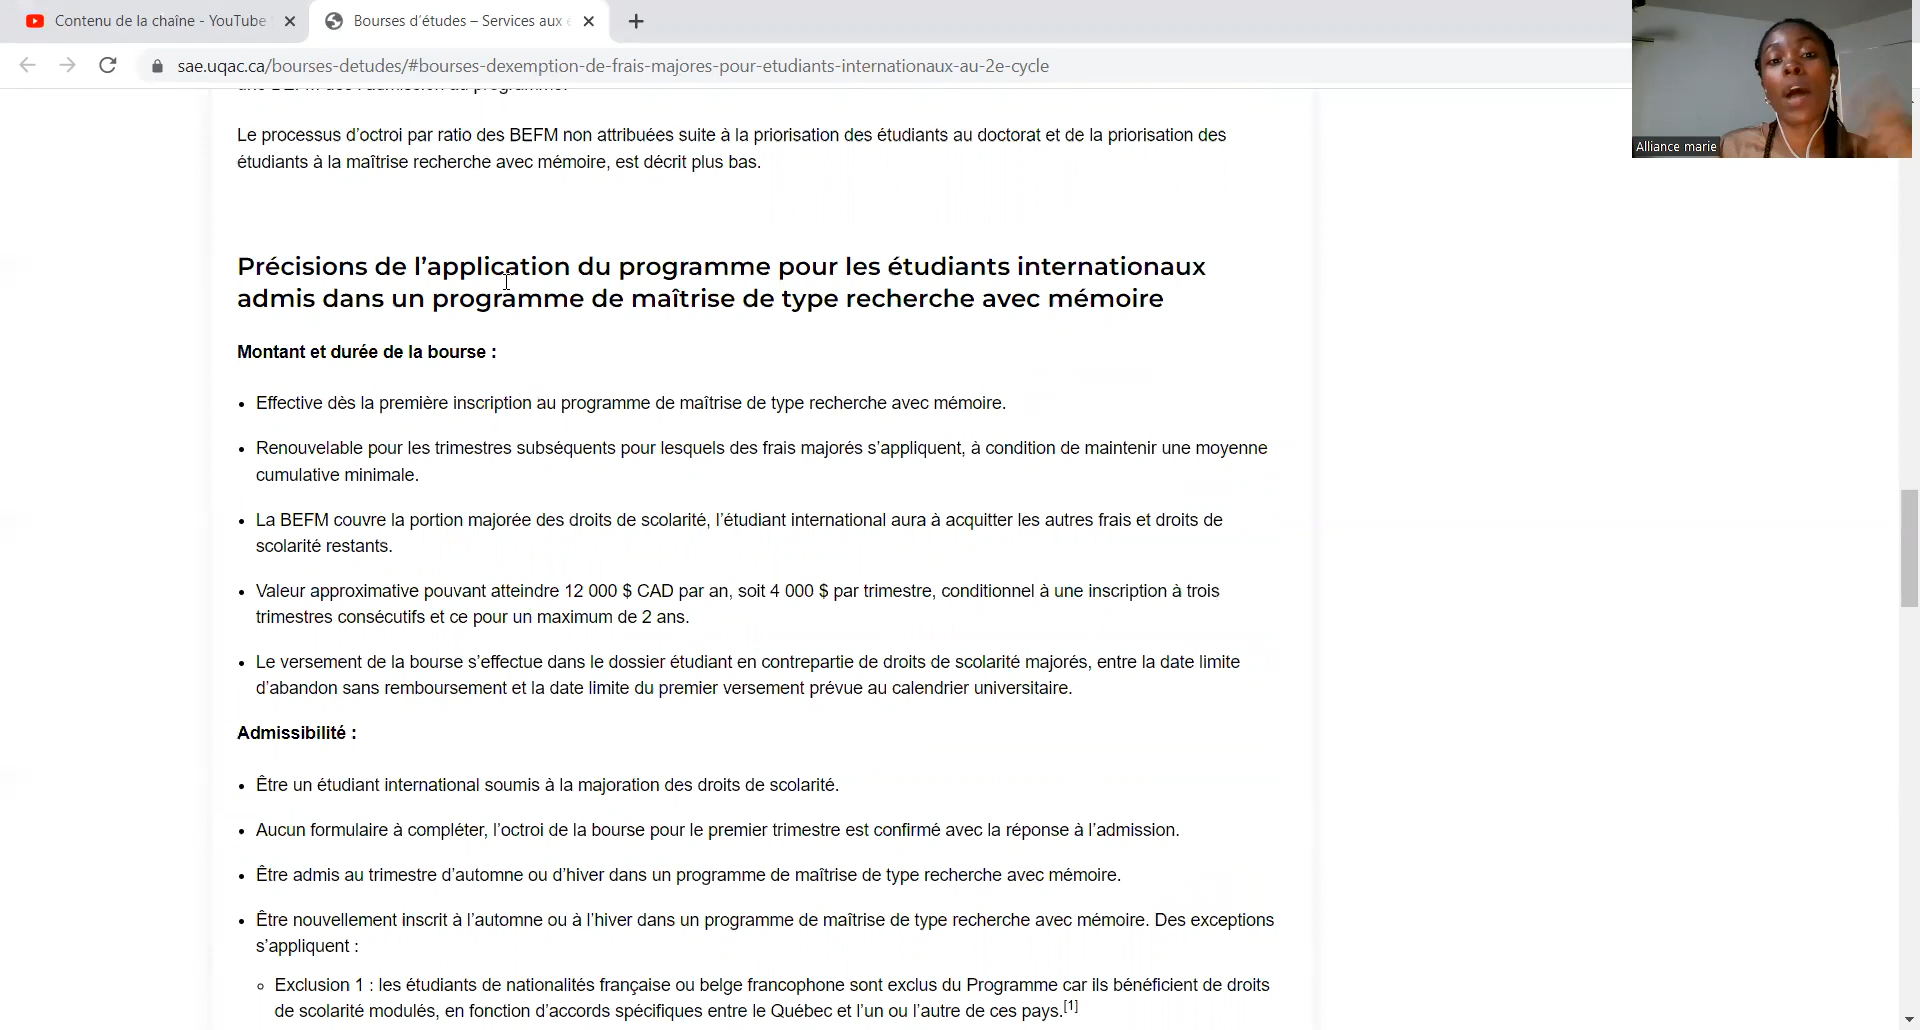 Contenu de la chaîne - YouTube
Bourses d'études – Services aux é
sae.uqac.ca/bourses-detudes/#bourses-dexemption-de-frais-majores-pour-etudiants-internationaux-au-2e-cycle
Alliance marie
Le processus d'octroi par ratio des BEFM non attribuées suite à la priorisation des étudiants au doctorat et de la priorisation des
étudiants à la maîtrise recherche avec mémoire, est décrit plus bas.
Précisions de l'application du programme pour les étudiants internationaux
admis dans un programme de maîtrise de type recherche avec mémoire
Montant et durée de la bourse :
• Effective dès la première inscription au programme de maîtrise de type recherche avec mémoire.
• Renouvelable pour les trimestres subséquents pour lesquels des frais majorés s'appliquent, à condition de maintenir une moyenne
cumulative minimale.
• La BEFM couvre la portion majorée des droits de scolarité, l'étudiant international aura à acquitter les autres frais et droits de
scolarité restants.
• Valeur approximative pouvant atteindre 12 000 $ CAD par an, soit 4 000 $ par trimestre, conditionnel à une inscription à trois
trimestres consécutifs et ce pour un maximum de 2 ans.
• Le versement de la bourse s'effectue dans le dossier étudiant en contrepartie de droits de scolarité majorés, entre la date limite
d'abandon sans remboursement et la date limite du premier versement prévue au calendrier universitaire.
Admissibilité :
• Être un étudiant international soumis à la majoration des droits de scolarité.
• Aucun formulaire à compléter, l'octroi de la bourse pour le premier trimestre est confirmé avec la réponse à l'admission.
• Être admis au trimestre d'automne ou d'hiver dans un programme de maîtrise de type recherche avec mémoire.
• Être nouvellement inscrit à l'automne ou à l'hiver dans un programme de maîtrise de type recherche avec mémoire. Des exceptions
s'appliquent :
○ Exclusion 1 : les étudiants de nationalités française ou belge francophone sont exclus du Programme car ils bénéficient de droits
de scolarité modulés, en fonction d'accords spécifiques entre le Québec et l'un ou l'autre de ces pays.[1]